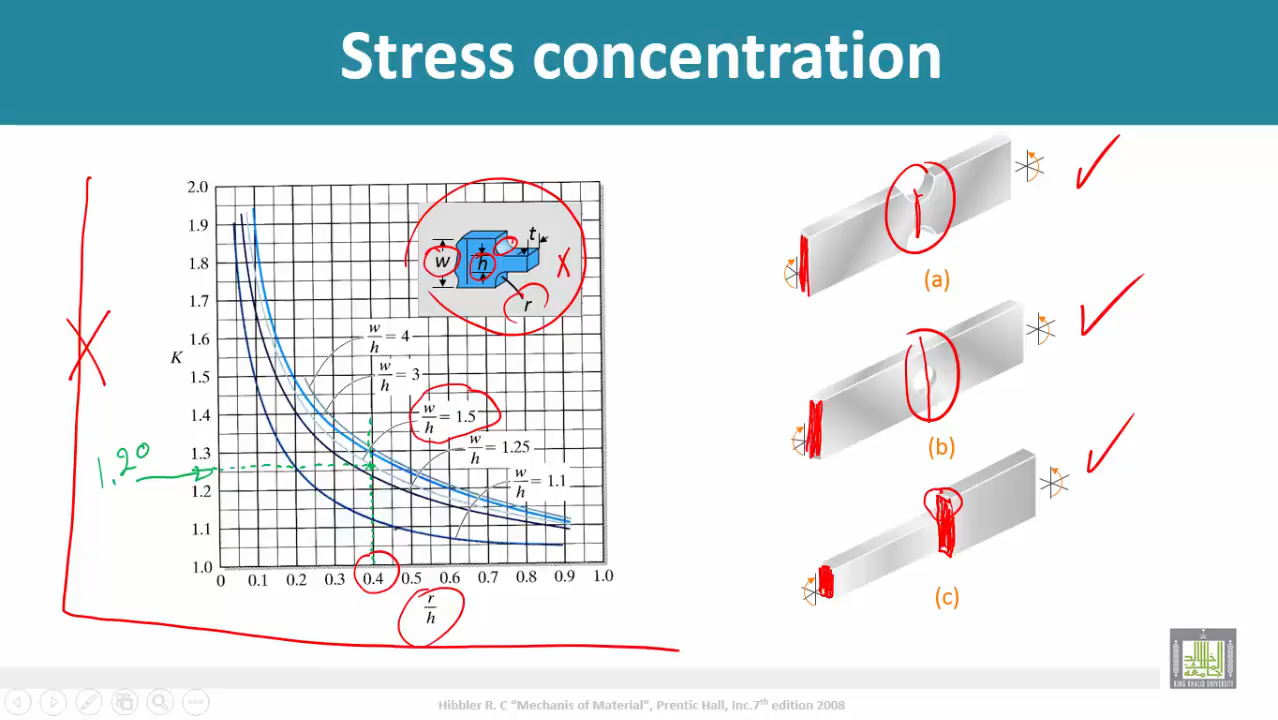 Stress concentration
2.0
1.9
1.8
1.7
1.6
1.5
1.4
1.3
1.2
1.1
1.0
K
0 0.1 0.2 0.3 0.4 0.5 0.6 0.7 0.8 0.9 1.0
r
h
w
h
t
r
w/h = 4
w/h = 3
w/h = 1.5
w/h = 1.25
w/h = 1.1
(a)
(b)
(c)
KING KHALID UNIVERSITY
Hibbler R. C "Mechanis of Material", Prentic Hall, Inc.7th edition 2008